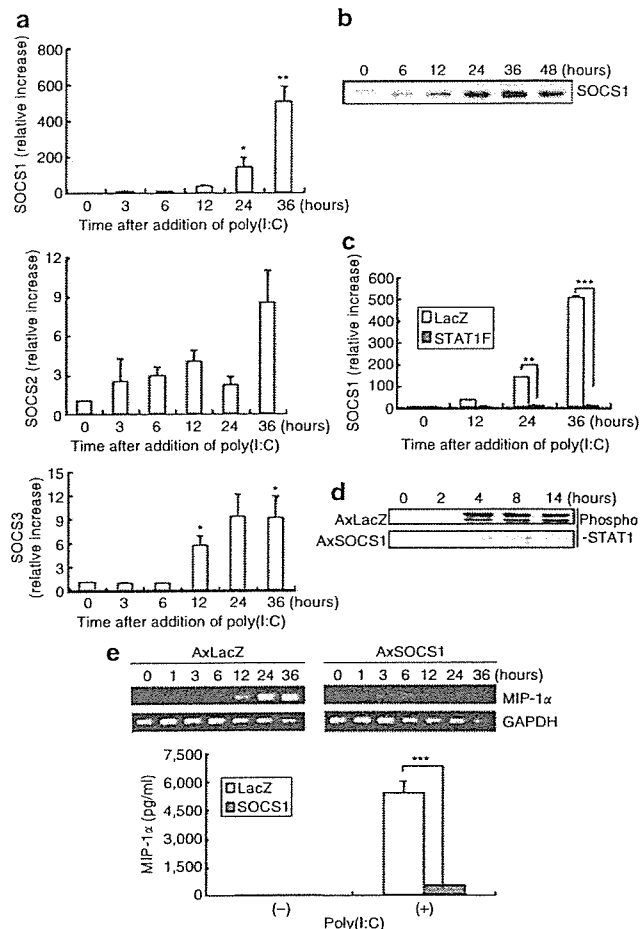 a
800
600
400
200
0
SOCS1 (relative increase)
**
*
0 3 6 12 24 36 (hours)
Time after addition of poly(I:C)
12
9
6
3
0
SOCS2 (relative increase)
0 3 6 12 24 36 (hours)
Time after addition of poly(I:C)
15
12
9
6
3
0
SOCS3
(relative increase)
* *
0 3 6 12 24 36 (hours)
Time after addition of poly(I:C)
b
0 6 12 24 36 48 (hours)
SOCS1
c
600
500
400
300
200
100
0
SOCS1 (relative increase)
LacZ
STAT1F
**
***
0 12 24 36 (hours)
Time after addition of poly(I:C)
d
0 2 4 8 14 (hours)
AxLacZ
AxSOCS1
Phospho
-STAT1
e
AxLacZ AxSOCS1
0 1 3 6 12 24 36 0 1 3 6 12 24 36 (hours)
MIP-1α
GAPDH
7,500
6,000
4,500
3,000
1,500
0
MIP-1α (pg/ml)
LacZ
SOCS1
***
(−) (+)
Poly(I:C)